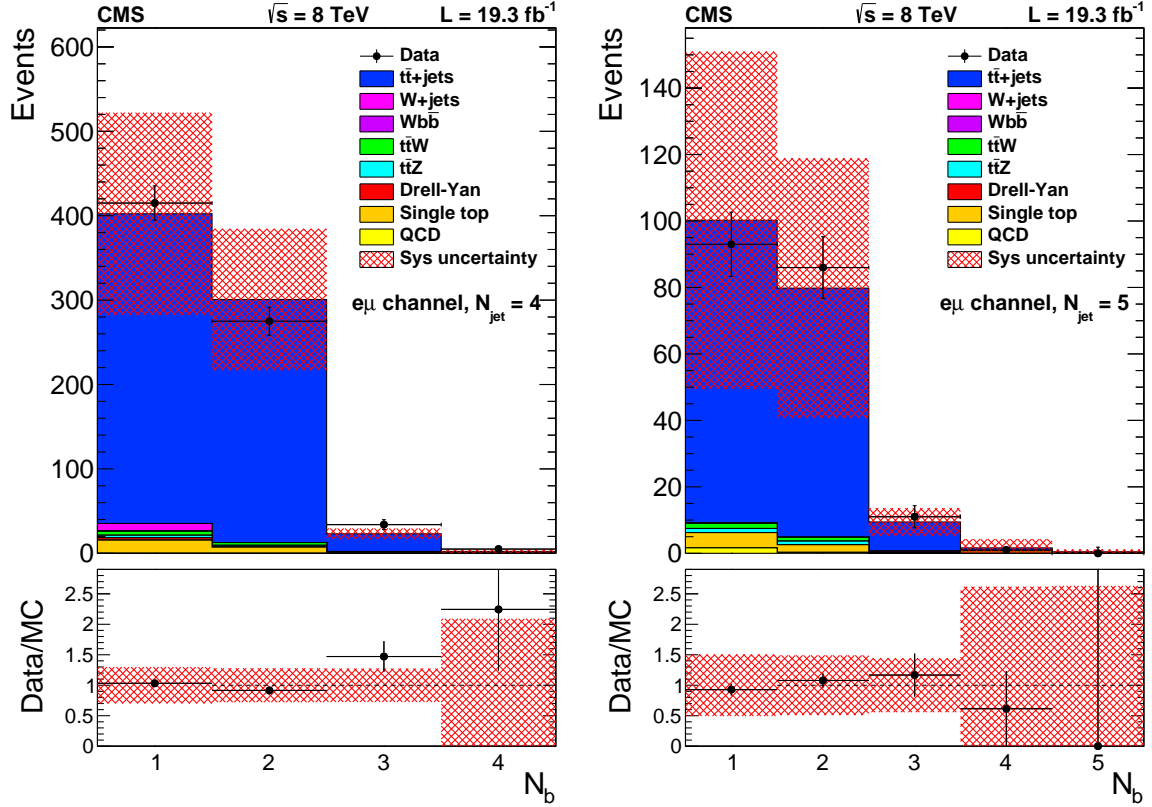 CMS √s = 8 TeV L = 19.3 fb⁻¹
Events
600
500
400
300
200
100
0
Data
tt̄+jets
W+jets
Wbb̄
tt̄W
tt̄Z
Drell-Yan
Single top
QCD
Sys uncertainty
eμ channel, N_jet = 4
Data/MC
2.5
2
1.5
1
0.5
0
1 2 3 4
N_b
CMS √s = 8 TeV L = 19.3 fb⁻¹
Events
140
120
100
80
60
40
20
0
Data
tt̄+jets
W+jets
Wbb̄
tt̄W
tt̄Z
Drell-Yan
Single top
QCD
Sys uncertainty
eμ channel, N_jet = 5
Data/MC
2.5
2
1.5
1
0.5
0
1 2 3 4 5
N_b